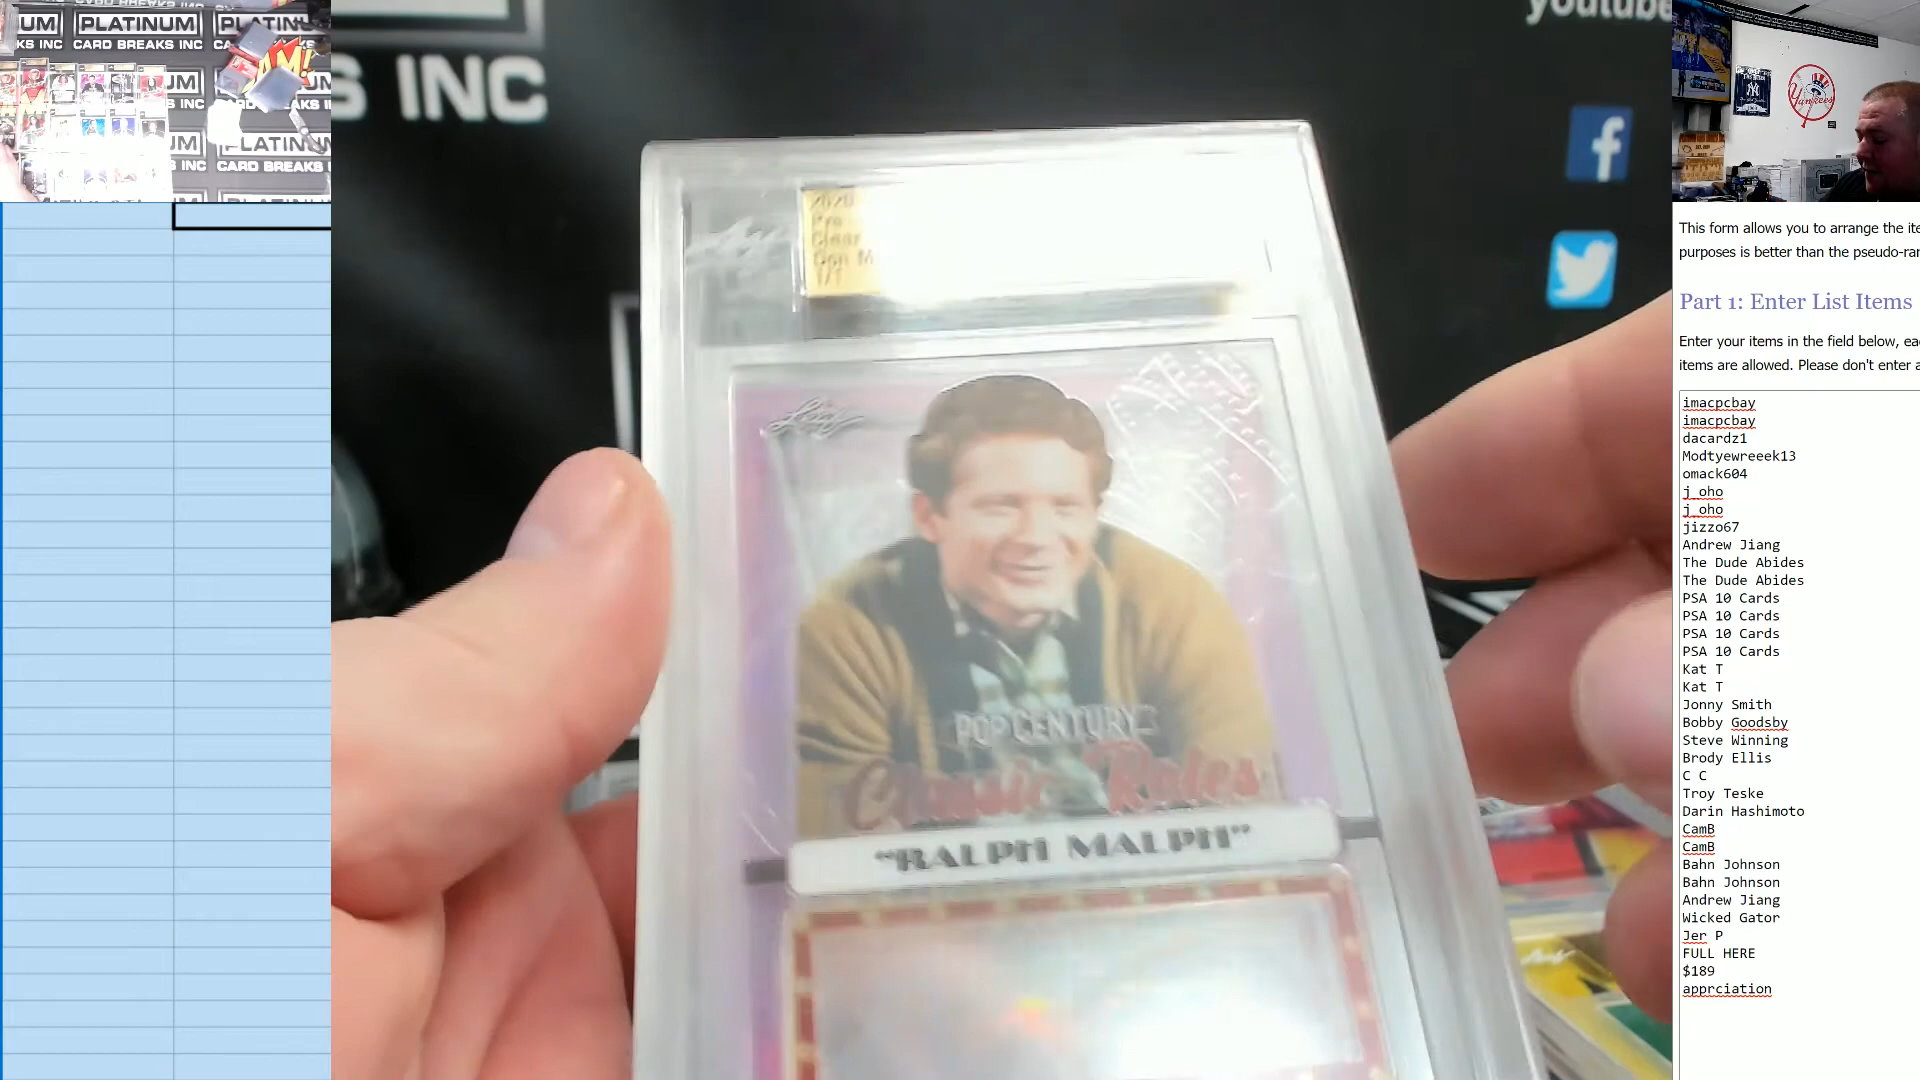 PLATINUM
CARD BREAKS INC
S INC
youtube
2020
Pre
Clear
Don M
1/1
Leaf
POP CENTURY
Classic Roles
"RALPH MALPH"
Yankees
This form allows you to arrange the ite
purposes is better than the pseudo-rar
Part 1: Enter List Items
Enter your items in the field below, eac
items are allowed. Please don't enter a
imacpcbay
imacpcbay
dacardz1
Modtyewreeek13
omack604
j_oho
j_oho
jizzo67
Andrew Jiang
The Dude Abides
The Dude Abides
PSA 10 Cards
PSA 10 Cards
PSA 10 Cards
PSA 10 Cards
Kat T
Kat T
Jonny Smith
Bobby Goodsby
Steve Winning
Brody Ellis
C C
Troy Teske
Darin Hashimoto
CamB
CamB
Bahn Johnson
Bahn Johnson
Andrew Jiang
Wicked Gator
Jer P
FULL HERE
$189
apprciation